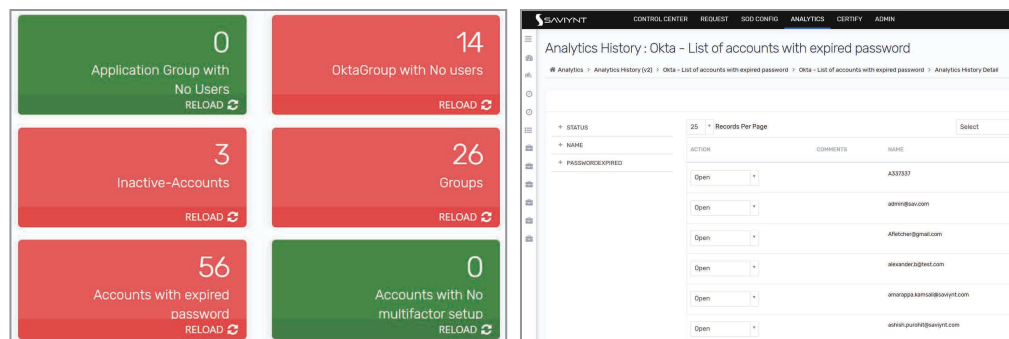 0
Application Group with
No Users
RELOAD
14
OktaGroup with No users
RELOAD
3
Inactive-Accounts
RELOAD
26
Groups
RELOAD
56
Accounts with expired
password
RELOAD
0
Accounts with No
multifactor setup
RELOAD
SAVIYNT CONTROL CENTER REQUEST SOD CONFIG ANALYTICS CERTIFY ADMIN
Analytics History : Okta - List of accounts with expired password
Analytics > Analytics History (v2) > Okta - List of accounts with expired password > Okta - List of accounts with expired password > Analytics History Detail
+ STATUS
+ NAME
+ PASSWORDEXPIRED
25 Records Per Page Select
ACTION COMMENTS NAME
Open A337337
Open admin@sav.com
Open Afletcher@gmail.com
Open alexander.b@test.com
Open amarappa.kamsali@saviynt.com
Open ashish.purohit@saviynt.com